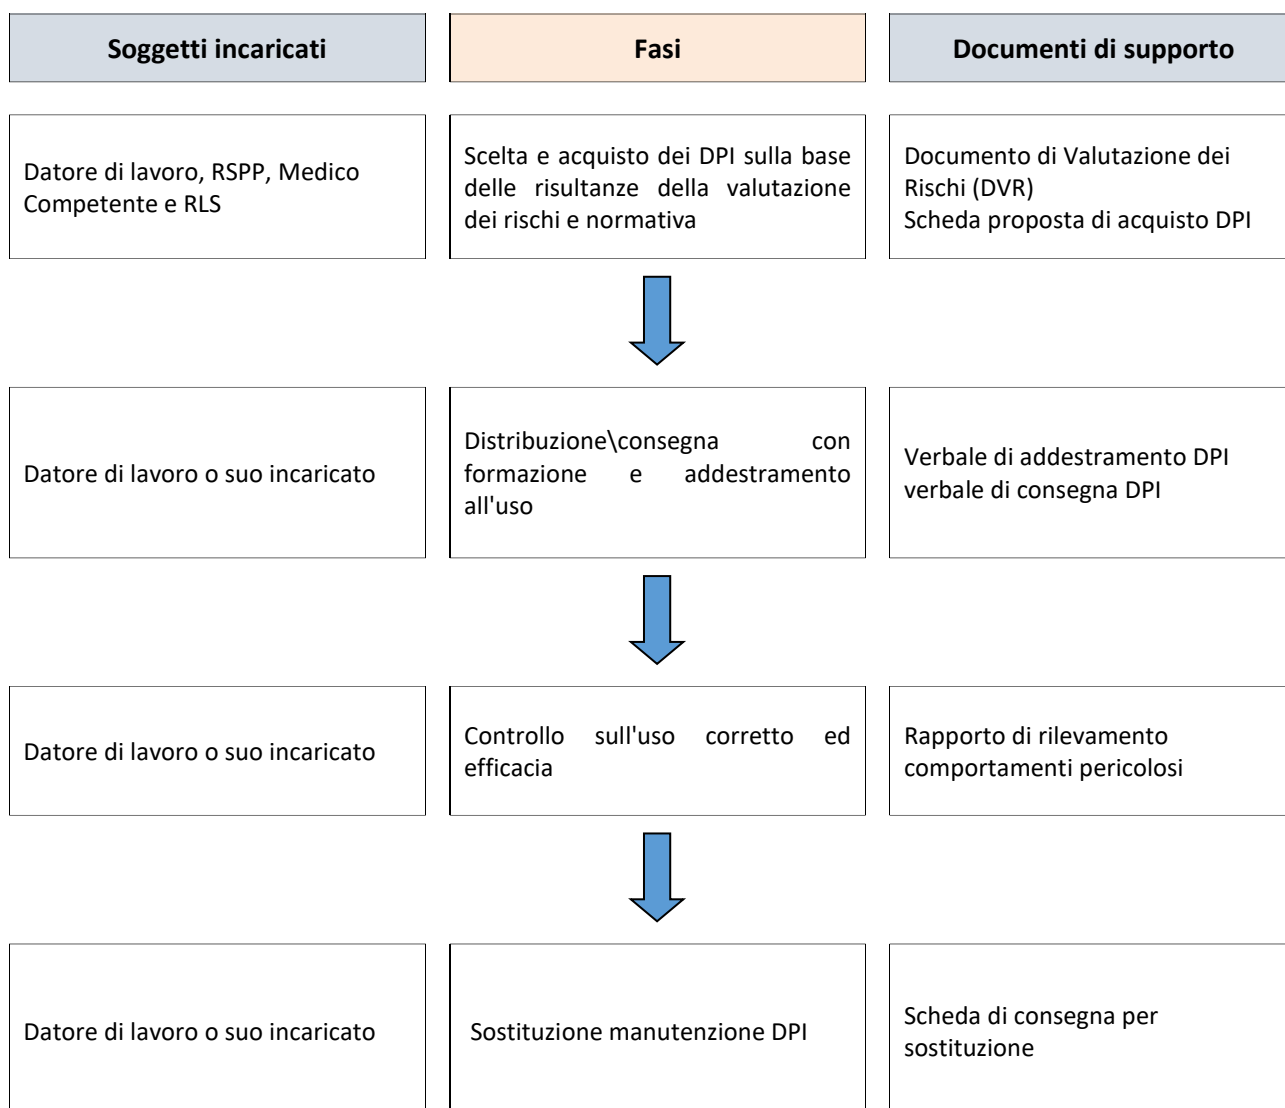 Soggetti incaricati
Fasi
Documenti di supporto
Datore di lavoro, RSPP, Medico
Competente e RLS
Scelta e acquisto dei DPI sulla base
delle risultanze della valutazione
dei rischi e normativa
Documento di Valutazione dei
Rischi (DVR)
Scheda proposta di acquisto DPI
Datore di lavoro o suo incaricato
Distribuzione\consegna con
formazione e addestramento
all'uso
Verbale di addestramento DPI
verbale di consegna DPI
Datore di lavoro o suo incaricato
Controllo sull'uso corretto ed
efficacia
Rapporto di rilevamento
comportamenti pericolosi
Datore di lavoro o suo incaricato
Sostituzione manutenzione DPI
Scheda di consegna per
sostituzione